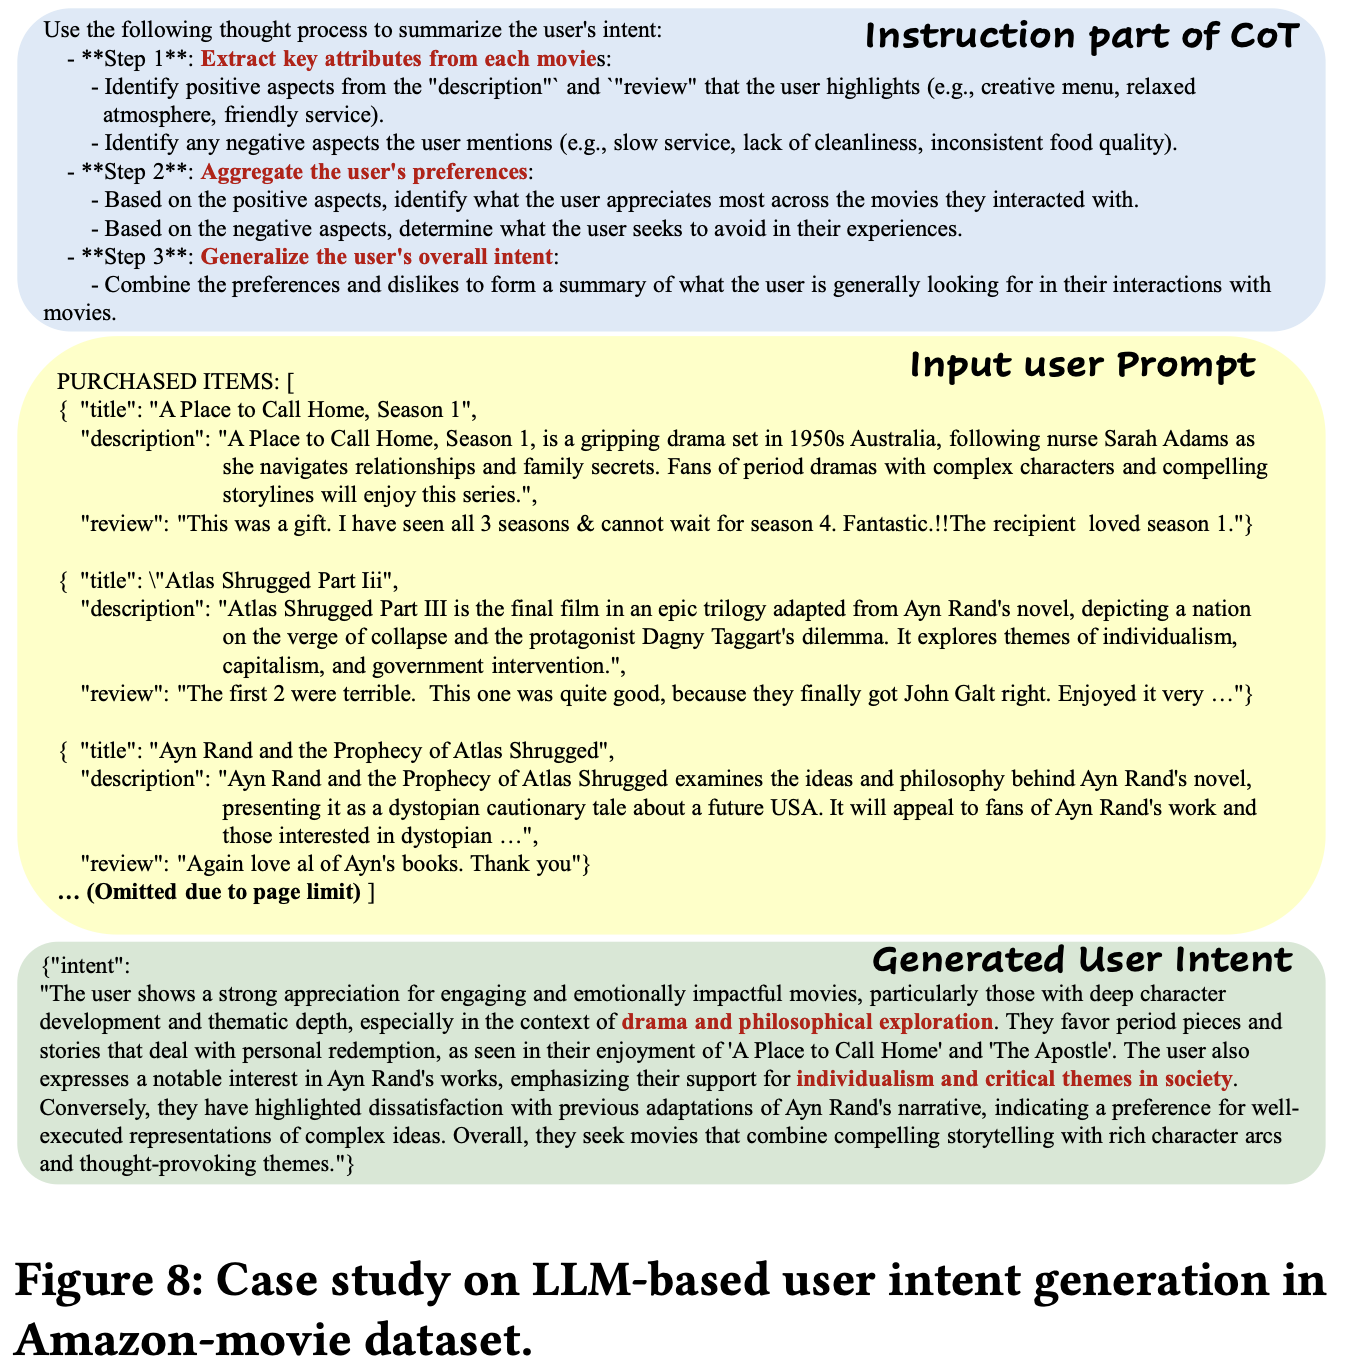 Use the following thought process to summarize the user's intent:
Instruction part of CoT
- **Step 1**: Extract key attributes from each movies:
- Identify positive aspects from the "description"` and `"review" that the user highlights (e.g., creative menu, relaxed
atmosphere, friendly service).
- Identify any negative aspects the user mentions (e.g., slow service, lack of cleanliness, inconsistent food quality).
- **Step 2**: Aggregate the user's preferences:
- Based on the positive aspects, identify what the user appreciates most across the movies they interacted with.
- Based on the negative aspects, determine what the user seeks to avoid in their experiences.
- **Step 3**: Generalize the user's overall intent:
- Combine the preferences and dislikes to form a summary of what the user is generally looking for in their interactions with
movies.
Input user Prompt
PURCHASED ITEMS: [
{ "title": "A Place to Call Home, Season 1",
"description": "A Place to Call Home, Season 1, is a gripping drama set in 1950s Australia, following nurse Sarah Adams as
she navigates relationships and family secrets. Fans of period dramas with complex characters and compelling
storylines will enjoy this series.",
"review": "This was a gift. I have seen all 3 seasons & cannot wait for season 4. Fantastic.!!The recipient loved season 1."}
{ "title": \"Atlas Shrugged Part Iii",
"description": "Atlas Shrugged Part III is the final film in an epic trilogy adapted from Ayn Rand's novel, depicting a nation
on the verge of collapse and the protagonist Dagny Taggart's dilemma. It explores themes of individualism,
capitalism, and government intervention.",
"review": "The first 2 were terrible. This one was quite good, because they finally got John Galt right. Enjoyed it very …"}
{ "title": "Ayn Rand and the Prophecy of Atlas Shrugged",
"description": "Ayn Rand and the Prophecy of Atlas Shrugged examines the ideas and philosophy behind Ayn Rand's novel,
presenting it as a dystopian cautionary tale about a future USA. It will appeal to fans of Ayn Rand's work and
those interested in dystopian …",
"review": "Again love al of Ayn's books. Thank you"}
… (Omitted due to page limit) ]
Generated User Intent
{"intent":
"The user shows a strong appreciation for engaging and emotionally impactful movies, particularly those with deep character
development and thematic depth, especially in the context of drama and philosophical exploration. They favor period pieces and
stories that deal with personal redemption, as seen in their enjoyment of 'A Place to Call Home' and 'The Apostle'. The user also
expresses a notable interest in Ayn Rand's works, emphasizing their support for individualism and critical themes in society.
Conversely, they have highlighted dissatisfaction with previous adaptations of Ayn Rand's narrative, indicating a preference for well-
executed representations of complex ideas. Overall, they seek movies that combine compelling storytelling with rich character arcs
and thought-provoking themes."}
Figure 8: Case study on LLM-based user intent generation in
Amazon-movie dataset.